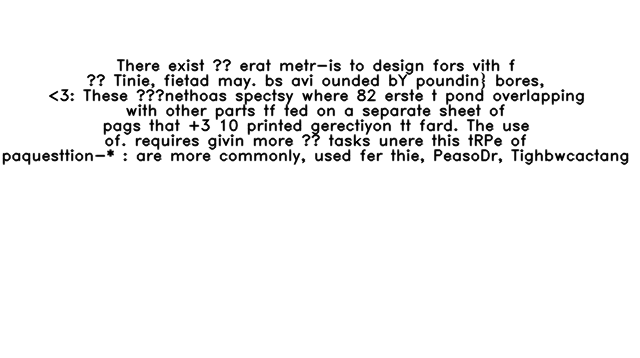 There exist ?? erat metr-is to design fors vith f
?? Tinie, fietad may. bs avi ounded bY poundin} bores,
<3: These ???nethoas spectsy where 82 erste t pond overlapping
with other parts tf ted on a separate sheet of
pags that +3 10 printed gerectiyon tt fard. The use
of. requires givin more ?? tasks unere this tRPe of
paquesttion-* : are more commonly, used fer thie, PeasoDr, Tighbwcactang